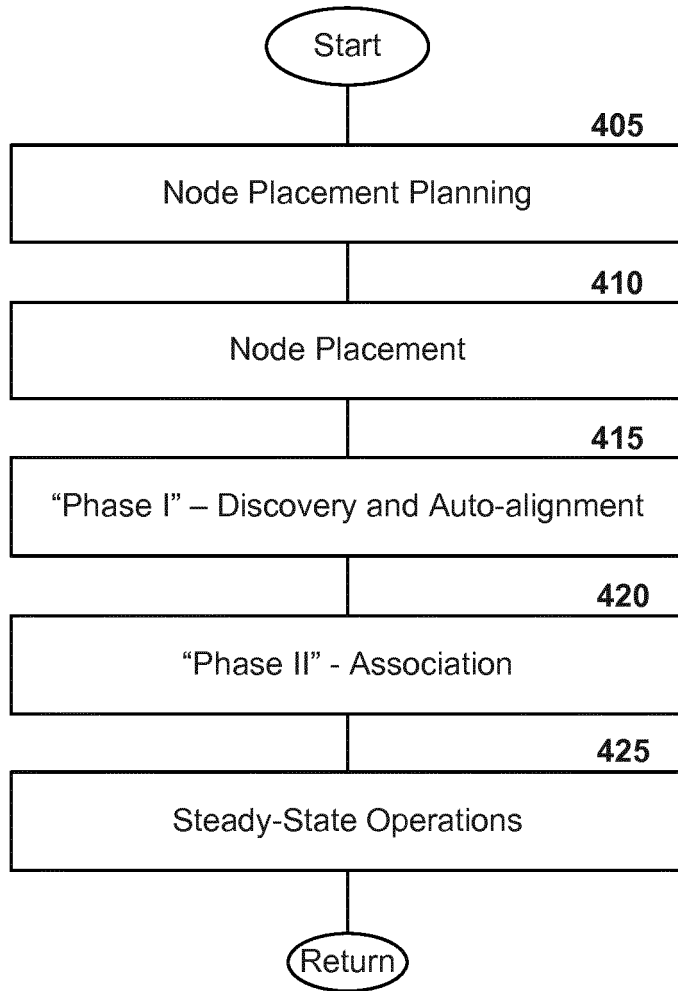 Start
405
Node Placement Planning
410
Node Placement
415
“Phase I” – Discovery and Auto-alignment
420
“Phase II” - Association
425
Steady-State Operations
Return